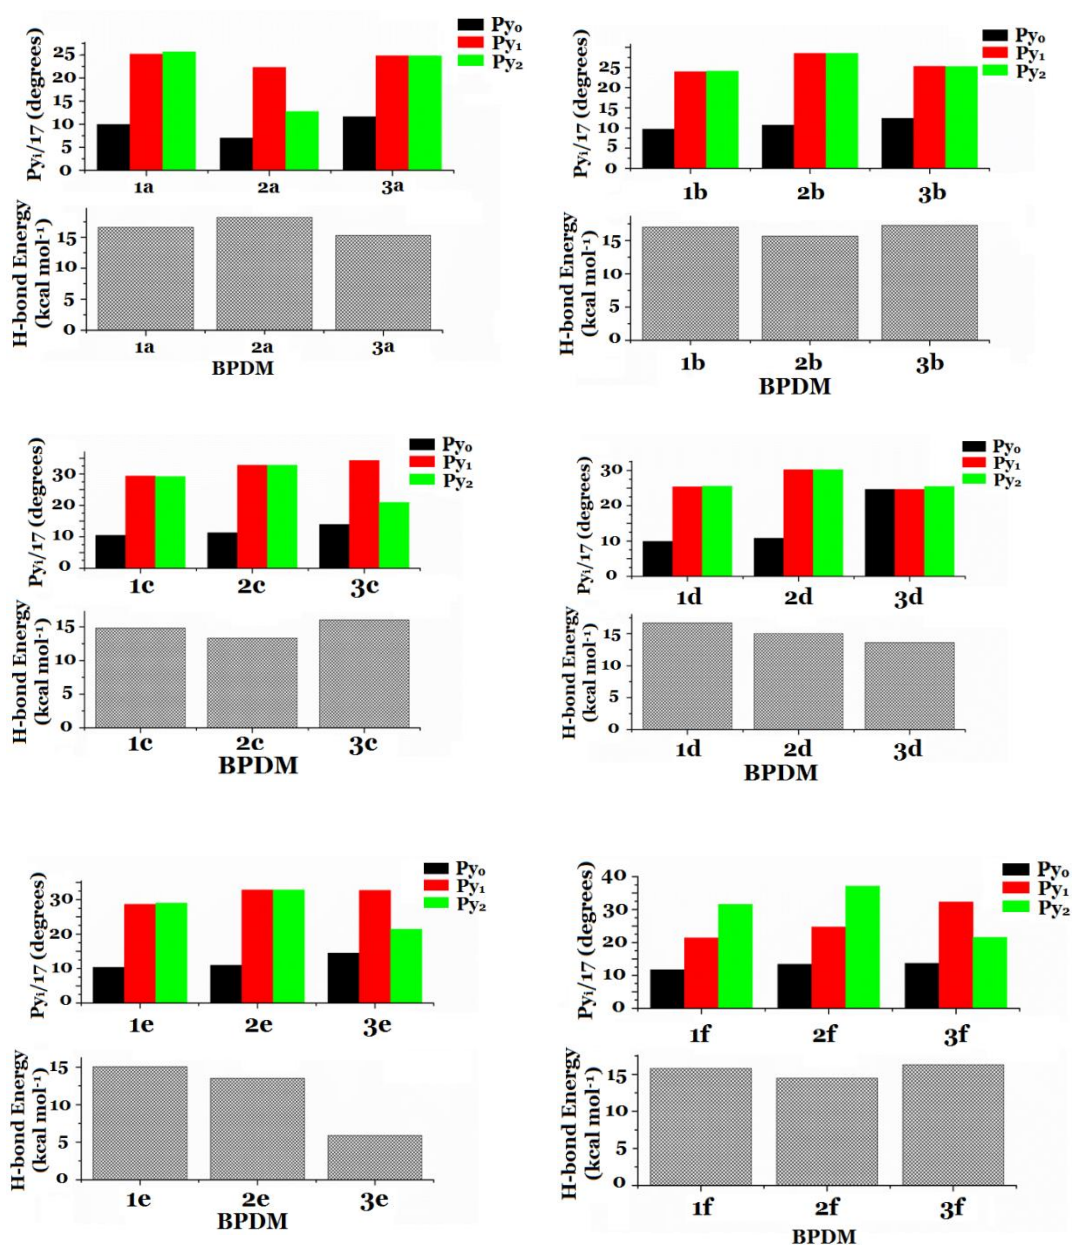 Py₀
Py₁
Py₂
Pyᵢ/17 (degrees)
25
20
15
10
5
0
1a 2a 3a
H-bond Energy
(kcal mol⁻¹)
15
10
5
0
1a 2a 3a
BPDM
Py₀
Py₁
Py₂
Pyᵢ/17 (degrees)
25
20
15
10
5
0
1b 2b 3b
H-bond Energy
(kcal mol⁻¹)
15
10
5
0
1b 2b 3b
BPDM
Py₀
Py₁
Py₂
Pyᵢ/17 (degrees)
30
20
10
0
1c 2c 3c
H-bond Energy
(kcal mol⁻¹)
15
10
5
0
1c 2c 3c
BPDM
Py₀
Py₁
Py₂
Pyᵢ/17 (degrees)
30
20
10
0
1d 2d 3d
H-bond Energy
(kcal mol⁻¹)
15
10
5
0
1d 2d 3d
BPDM
Py₀
Py₁
Py₂
Pyᵢ/17 (degrees)
30
20
10
0
1e 2e 3e
H-bond Energy
(kcal mol⁻¹)
15
10
5
0
1e 2e 3e
BPDM
Py₀
Py₁
Py₂
Pyᵢ/17 (degrees)
40
30
20
10
0
1f 2f 3f
H-bond Energy
(kcal mol⁻¹)
15
10
5
0
1f 2f 3f
BPDM